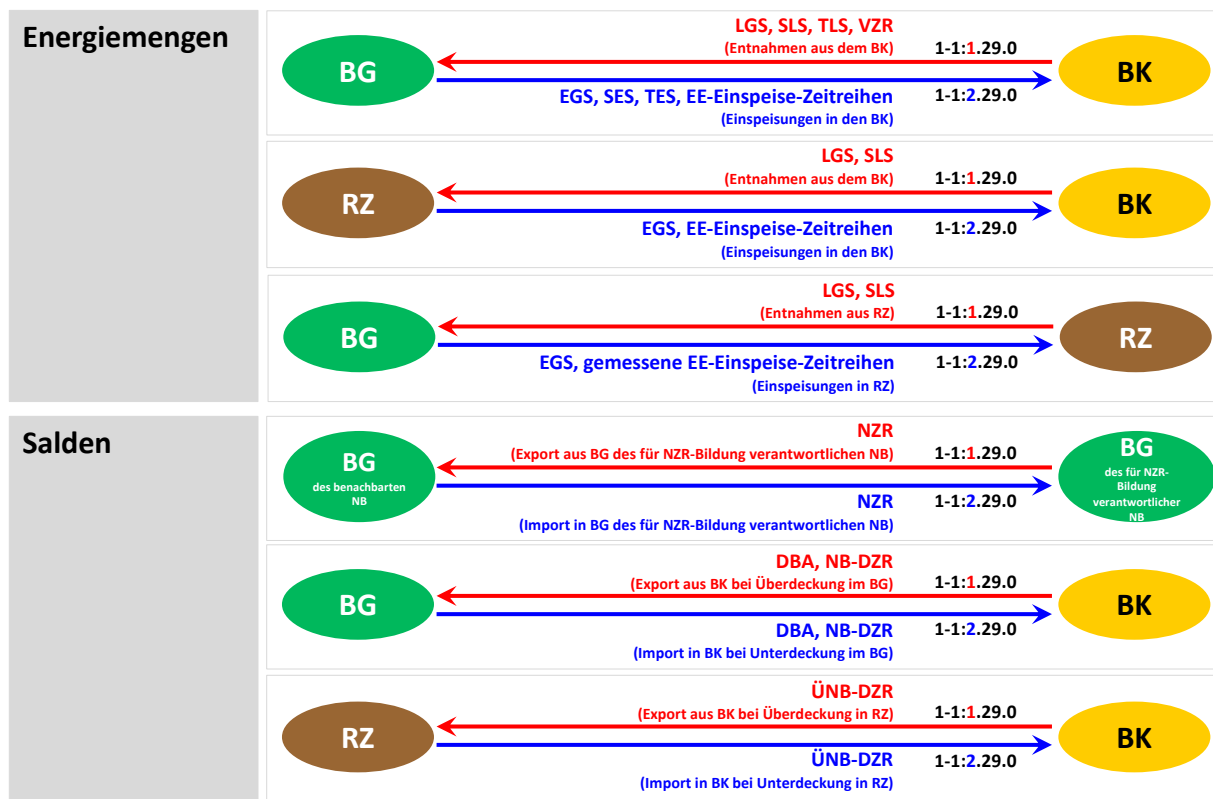 Energiemengen
LGS, SLS, TLS, VZR
(Entnahmen aus dem BK)
1-1:1.29.0
BG
BK
EGS, SES, TES, EE-Einspeise-Zeitreihen
1-1:2.29.0
(Einspeisungen in den BK)
LGS, SLS
(Entnahmen aus dem BK)
1-1:1.29.0
RZ
BK
EGS, EE-Einspeise-Zeitreihen
1-1:2.29.0
(Einspeisungen in den BK)
LGS, SLS
(Entnahmen aus RZ)
1-1:1.29.0
BG
RZ
EGS, gemessene EE-Einspeise-Zeitreihen
1-1:2.29.0
(Einspeisungen in RZ)
Salden
NZR
(Export aus BG des für NZR-Bildung verantwortlichen NB)
1-1:1.29.0
BG
des benachbarten
NB
BG
des für NZR-
Bildung
verantwortlicher
NB
NZR
1-1:2.29.0
(Import in BG des für NZR-Bildung verantwortlichen NB)
DBA, NB-DZR
(Export aus BK bei Überdeckung im BG)
1-1:1.29.0
BG
BK
DBA, NB-DZR
1-1:2.29.0
(Import in BK bei Unterdeckung im BG)
ÜNB-DZR
(Export aus BK bei Überdeckung in RZ)
1-1:1.29.0
RZ
BK
ÜNB-DZR
1-1:2.29.0
(Import in BK bei Unterdeckung in RZ)